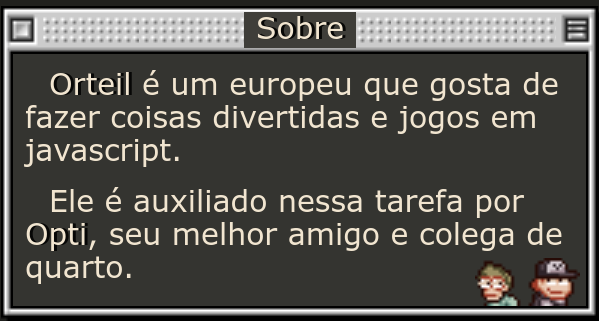 Sobre
Orteil é um europeu que gosta de
fazer coisas divertidas e jogos em
javascript.
Ele é auxiliado nessa tarefa por
Opti, seu melhor amigo e colega de
quarto.